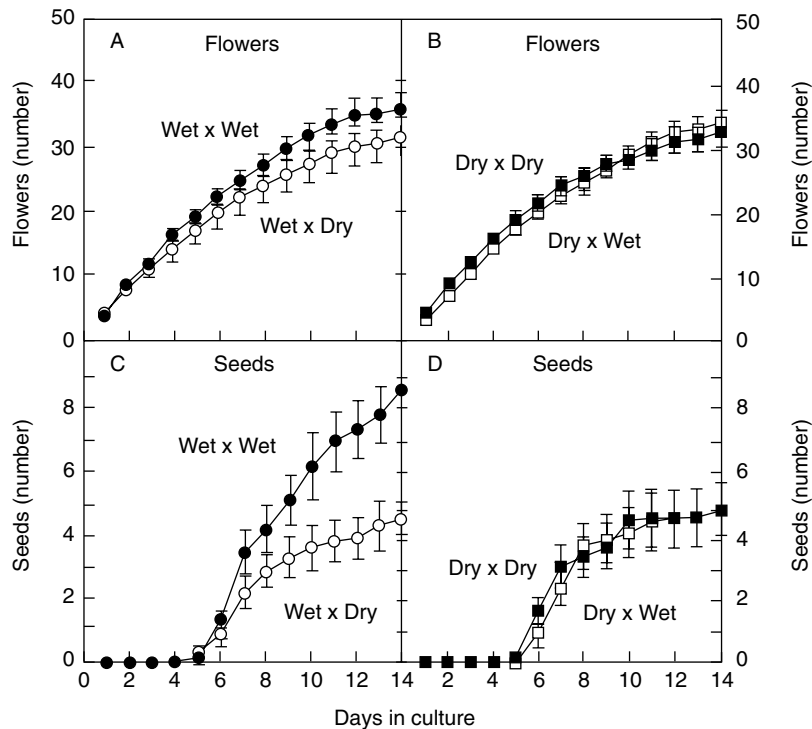 A Flowers
50
40
30
20
10
0
Flowers (number)
Wet x Wet
Wet x Dry
B Flowers
50
40
30
20
10
0
Flowers (number)
Dry x Dry
Dry x Wet
C Seeds
8
6
4
2
0
Seeds (number)
Wet x Wet
Wet x Dry
0 2 4 6 8 10 12 14
D Seeds
8
6
4
2
0
Seeds (number)
Dry x Dry
Dry x Wet
2 4 6 8 10 12 14
Days in culture